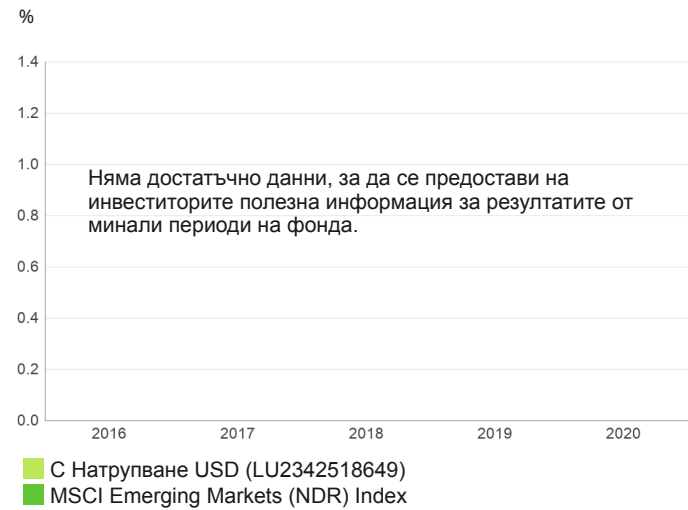 %
1.4
1.2
1.0
Няма достатъчно данни, за да се предостави на
инвеститорите полезна информация за резултатите от
минали периоди на фонда.
0.8
0.6
0.4
0.2
0.0
2016 2017 2018 2019 2020
C Натрупване USD (LU2342518649)
MSCI Emerging Markets (NDR) Index